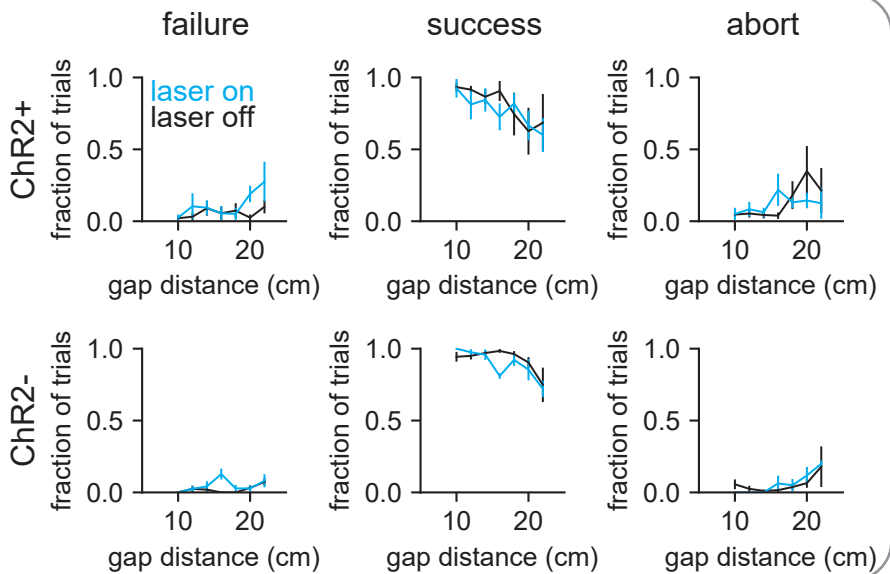 failure success abort
ChR2+
fraction of trials
1.0
0.5
0.0
laser on
laser off
10 20
gap distance (cm)
fraction of trials
1.0
0.5
0.0
10 20
gap distance (cm)
fraction of trials
1.0
0.5
0.0
10 20
gap distance (cm)
ChR2-
fraction of trials
1.0
0.5
0.0
10 20
gap distance (cm)
fraction of trials
1.0
0.5
0.0
10 20
gap distance (cm)
fraction of trials
1.0
0.5
0.0
10 20
gap distance (cm)